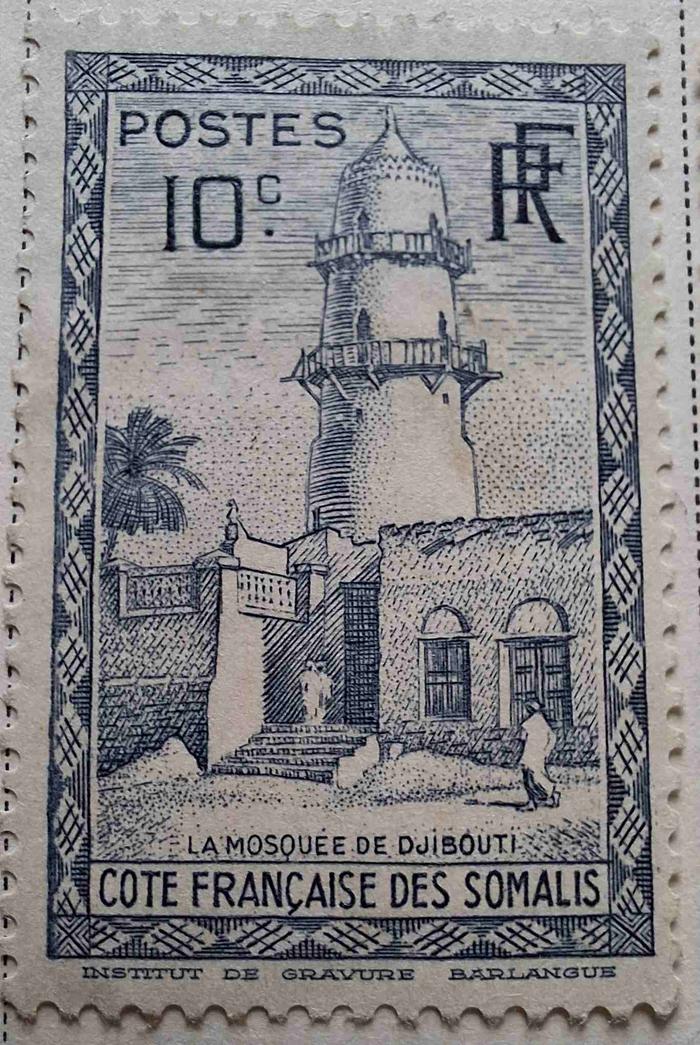 POSTES
10c.
RF
LA MOSQUÉE DE DJIBOUTI
COTE FRANÇAISE DES SOMALIS
INSTITUT DE GRAVURE BARLANGUE